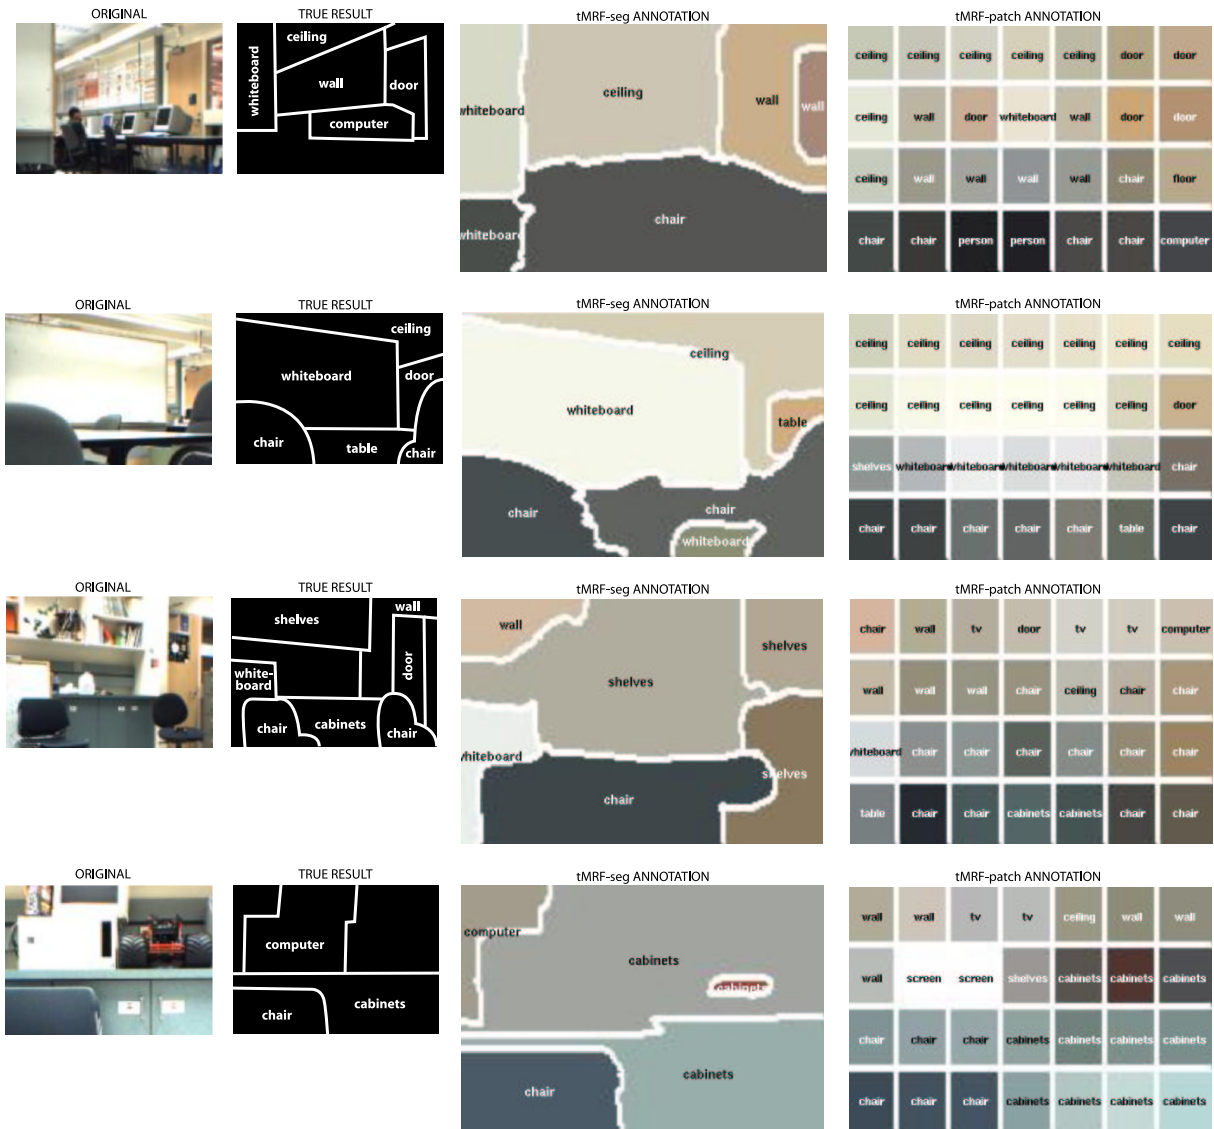 ORIGINAL TRUE RESULT tMRF-seg ANNOTATION tMRF-patch ANNOTATION
whiteboard ceiling wall door computer
whiteboard ceiling wall wall
whiteboard chair
ceiling ceiling ceiling ceiling ceiling door door
ceiling wall door whiteboard wall door door
ceiling wall wall wall wall chair floor
chair chair person person chair chair computer
ORIGINAL TRUE RESULT tMRF-seg ANNOTATION tMRF-patch ANNOTATION
ceiling
whiteboard door
chair table chair
ceiling
whiteboard table
chair chair
whiteboard
ceiling ceiling ceiling ceiling ceiling ceiling ceiling
ceiling ceiling ceiling ceiling ceiling ceiling door
shelves whiteboard whiteboard whiteboard whiteboard whiteboard chair
chair chair chair chair chair table chair
ORIGINAL TRUE RESULT tMRF-seg ANNOTATION tMRF-patch ANNOTATION
wall
shelves
white-
board door
chair cabinets chair
wall
shelves shelves
whiteboard shelves
chair
chair wall tv door tv tv computer
wall wall wall chair ceiling chair chair
whiteboard chair chair chair chair chair chair
table chair chair cabinets cabinets chair chair
ORIGINAL TRUE RESULT tMRF-seg ANNOTATION tMRF-patch ANNOTATION
computer
chair cabinets
computer
cabinets
cabinets
chair cabinets
wall wall tv tv ceiling wall wall
wall screen screen shelves cabinets cabinets cabinets
chair chair chair cabinets cabinets cabinets cabinets
chair chair chair cabinets cabinets cabinets cabinets